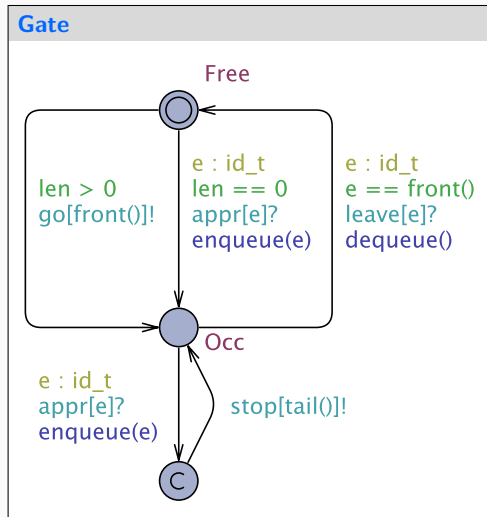 Gate
Free
len > 0
go[front()]!
e : id_t
len == 0
appr[e]?
enqueue(e)
e : id_t
e == front()
leave[e]?
dequeue()
Occ
e : id_t
appr[e]?
enqueue(e)
stop[tail()]!
C